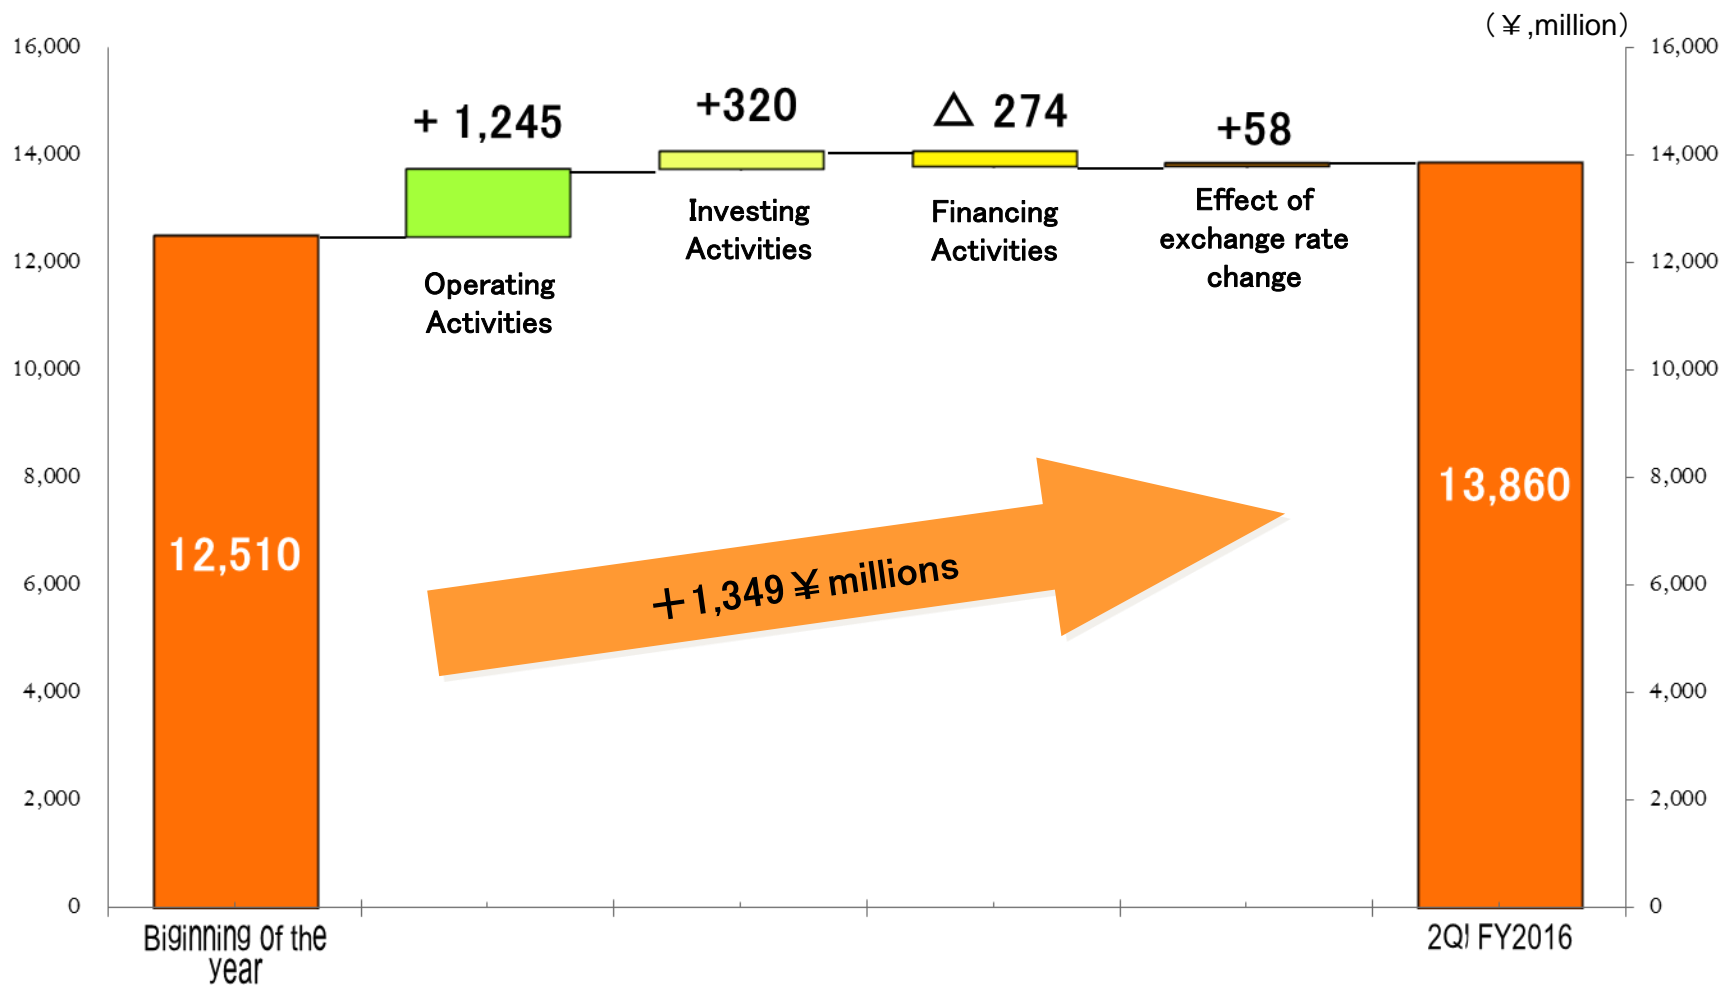 （￥,million）
16,000
14,000
12,000
10,000
8,000
6,000
4,000
2,000
0
16,000
14,000
12,000
10,000
8,000
6,000
4,000
2,000
0
+ 1,245
+320
△ 274
+58
Operating
Activities
Investing
Activities
Financing
Activities
Effect of
exchange rate
change
12,510
13,860
＋1,349￥millions
Biginning of the
year
2Q) FY2016